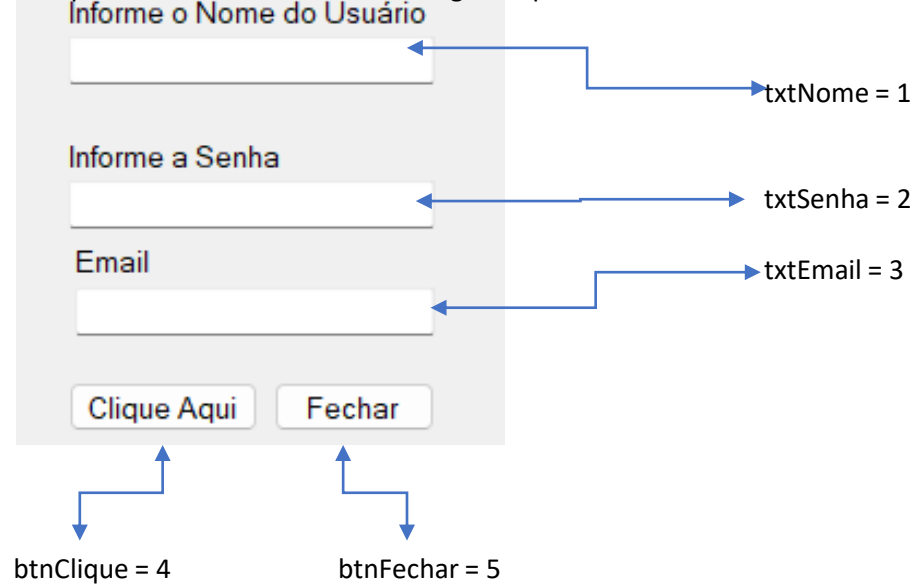 Informe o Nome do Usuário
txtNome = 1
Informe a Senha
txtSenha = 2
Email
txtEmail = 3
Clique Aqui
Fechar
btnClique = 4
btnFechar = 5